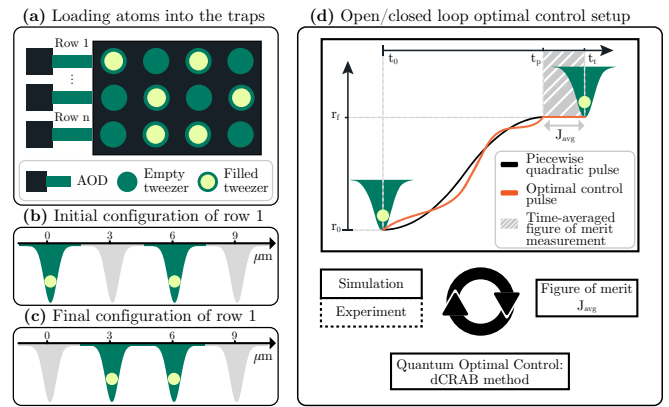 (a) Loading atoms into the traps
Row 1
⋮
Row n
AOD
Empty
tweezer
Filled
tweezer
(b) Initial configuration of row 1
0 3 6 9
μm
(c) Final configuration of row 1
0 3 6 9
μm
(d) Open/closed loop optimal control setup
t₀ tₚ tₜ
r_f
J_avg
r₀
Piecewise
quadratic pulse
Optimal control
pulse
Time-averaged
figure of merit
measurement
Simulation
Experiment
Figure of merit
J_avg
Quantum Optimal Control:
dCRAB method